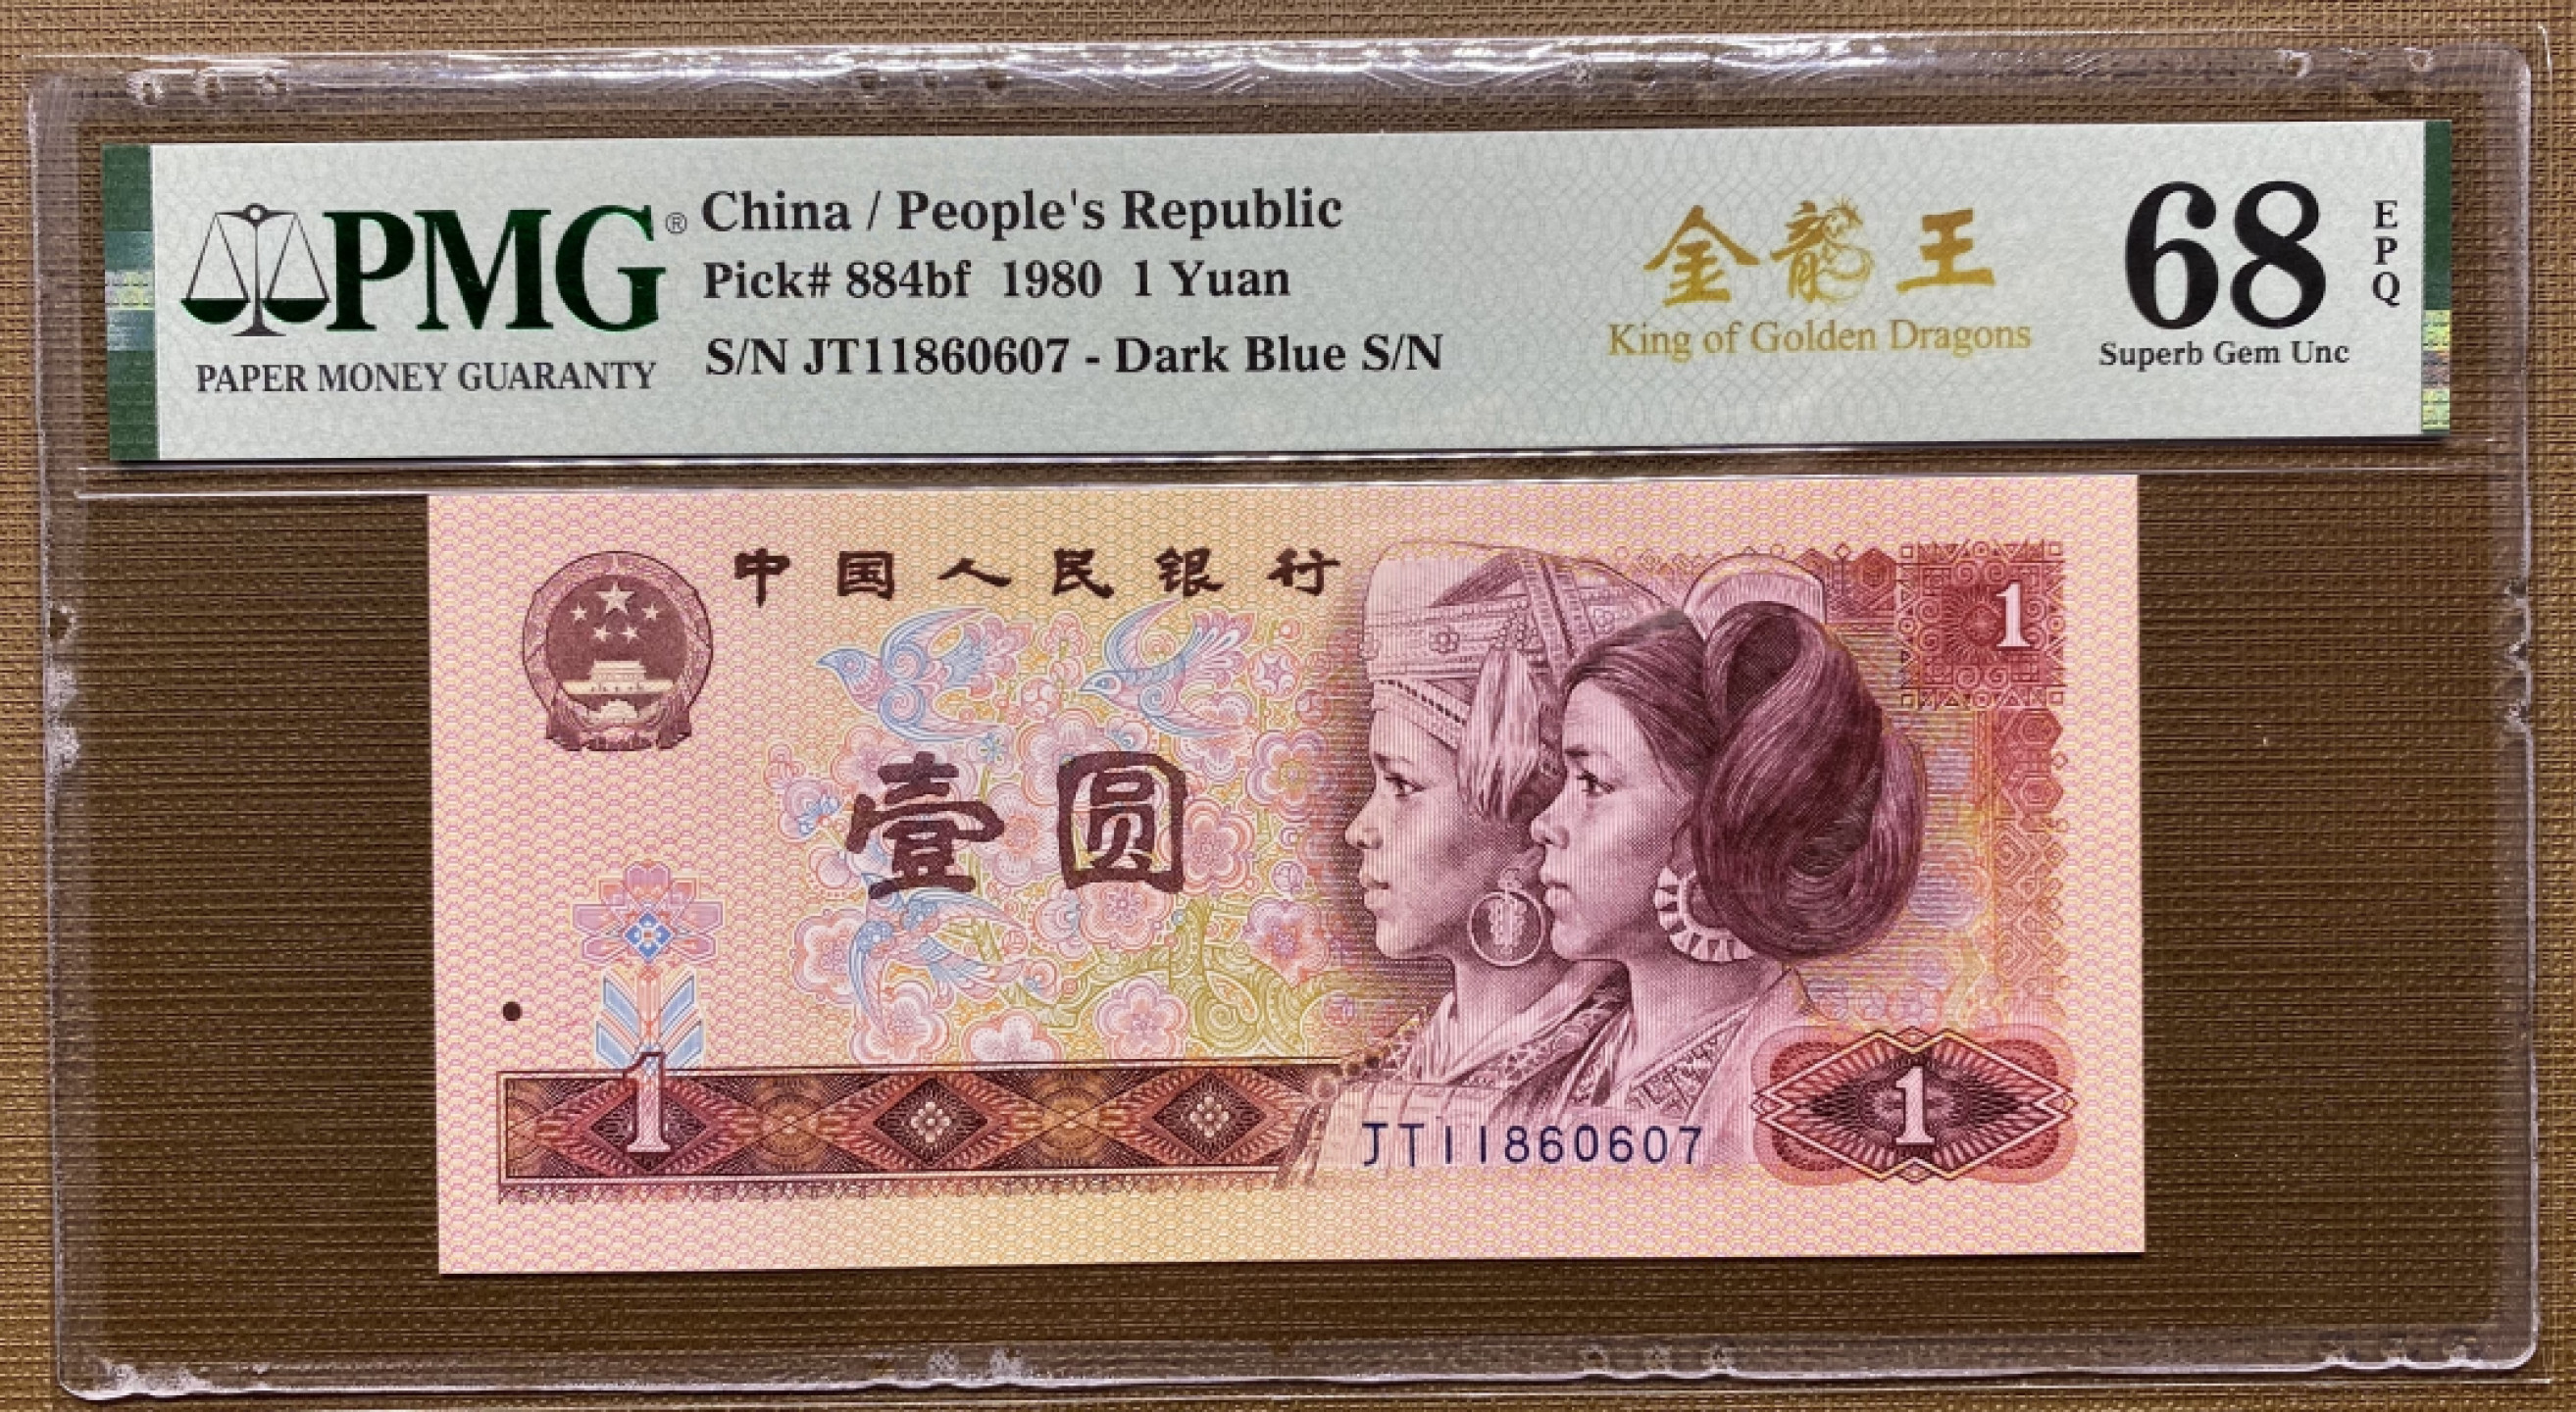 PMG®
PAPER MONEY GUARANTY
China / People's Republic
Pick# 884bf 1980 1 Yuan
S/N JT11860607 - Dark Blue S/N
金龍王
King of Golden Dragons
68
EPQ
Superb Gem Unc
中国人民银行
1
壹圆
1
JT11860607
1